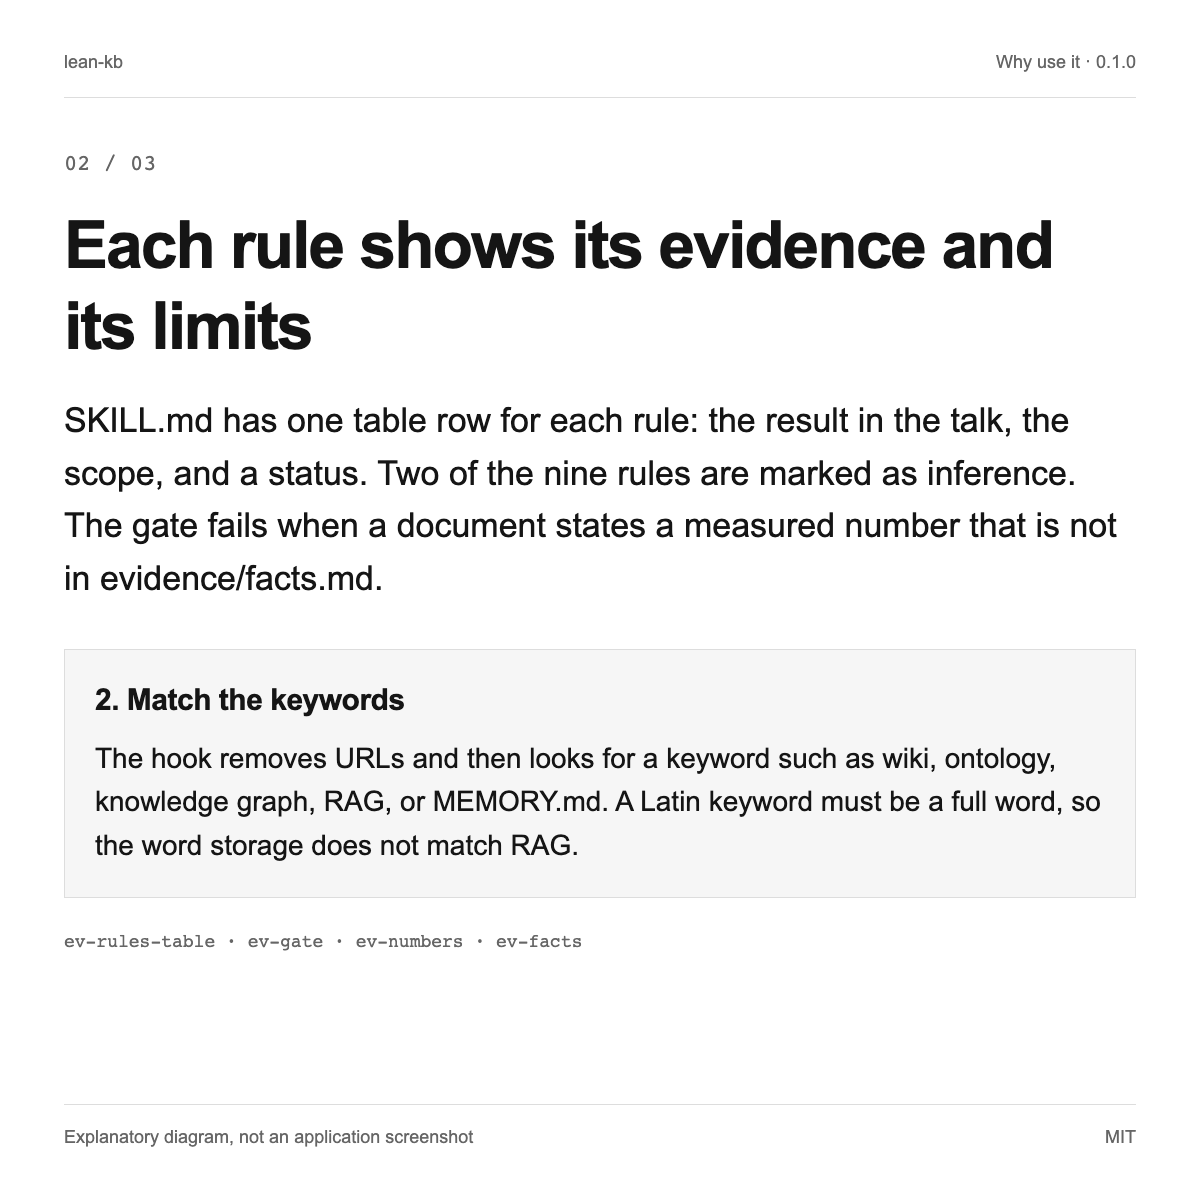 lean-kb
Why use it · 0.1.0
02 / 03
Each rule shows its evidence and
its limits
SKILL.md has one table row for each rule: the result in the talk, the
scope, and a status. Two of the nine rules are marked as inference.
The gate fails when a document states a measured number that is not
in evidence/facts.md.
2. Match the keywords
The hook removes URLs and then looks for a keyword such as wiki, ontology,
knowledge graph, RAG, or MEMORY.md. A Latin keyword must be a full word, so
the word storage does not match RAG.
ev-rules-table · ev-gate · ev-numbers · ev-facts
Explanatory diagram, not an application screenshot
MIT